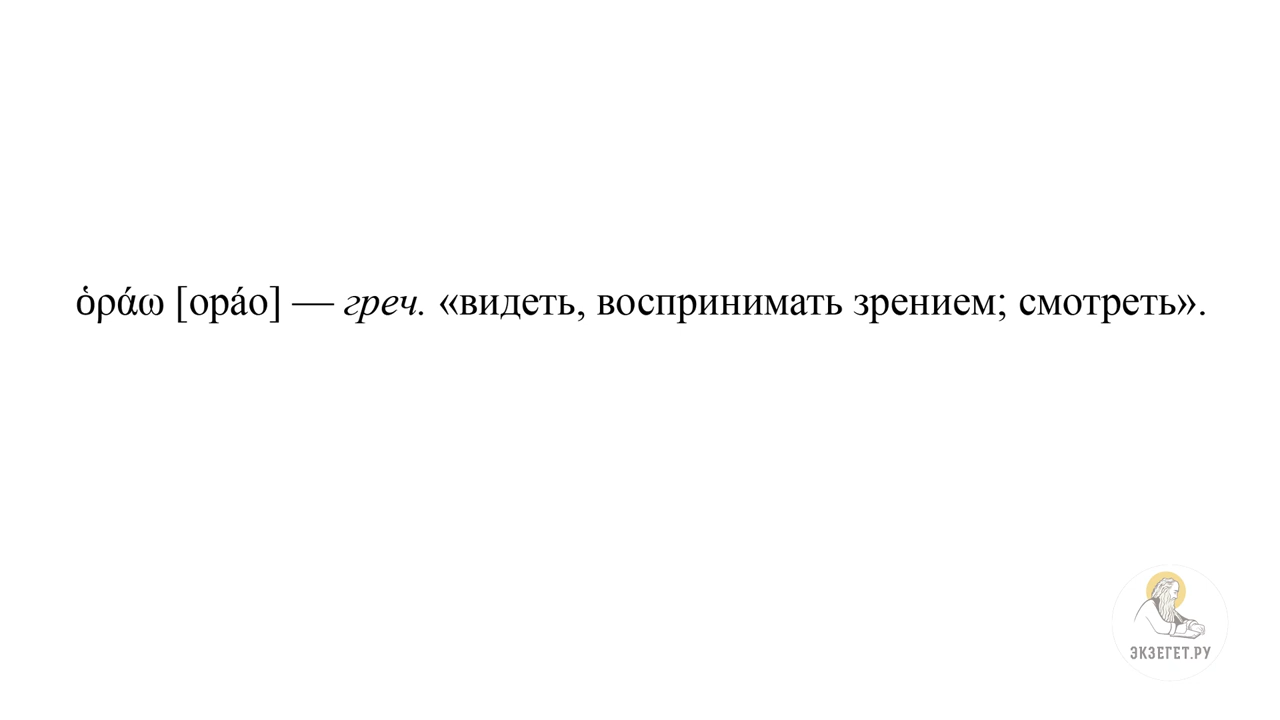 ὁράω [ора́о] — греч. «видеть, воспринимать зрением; смотреть».
ЭКЗЕГЕТ.РУ